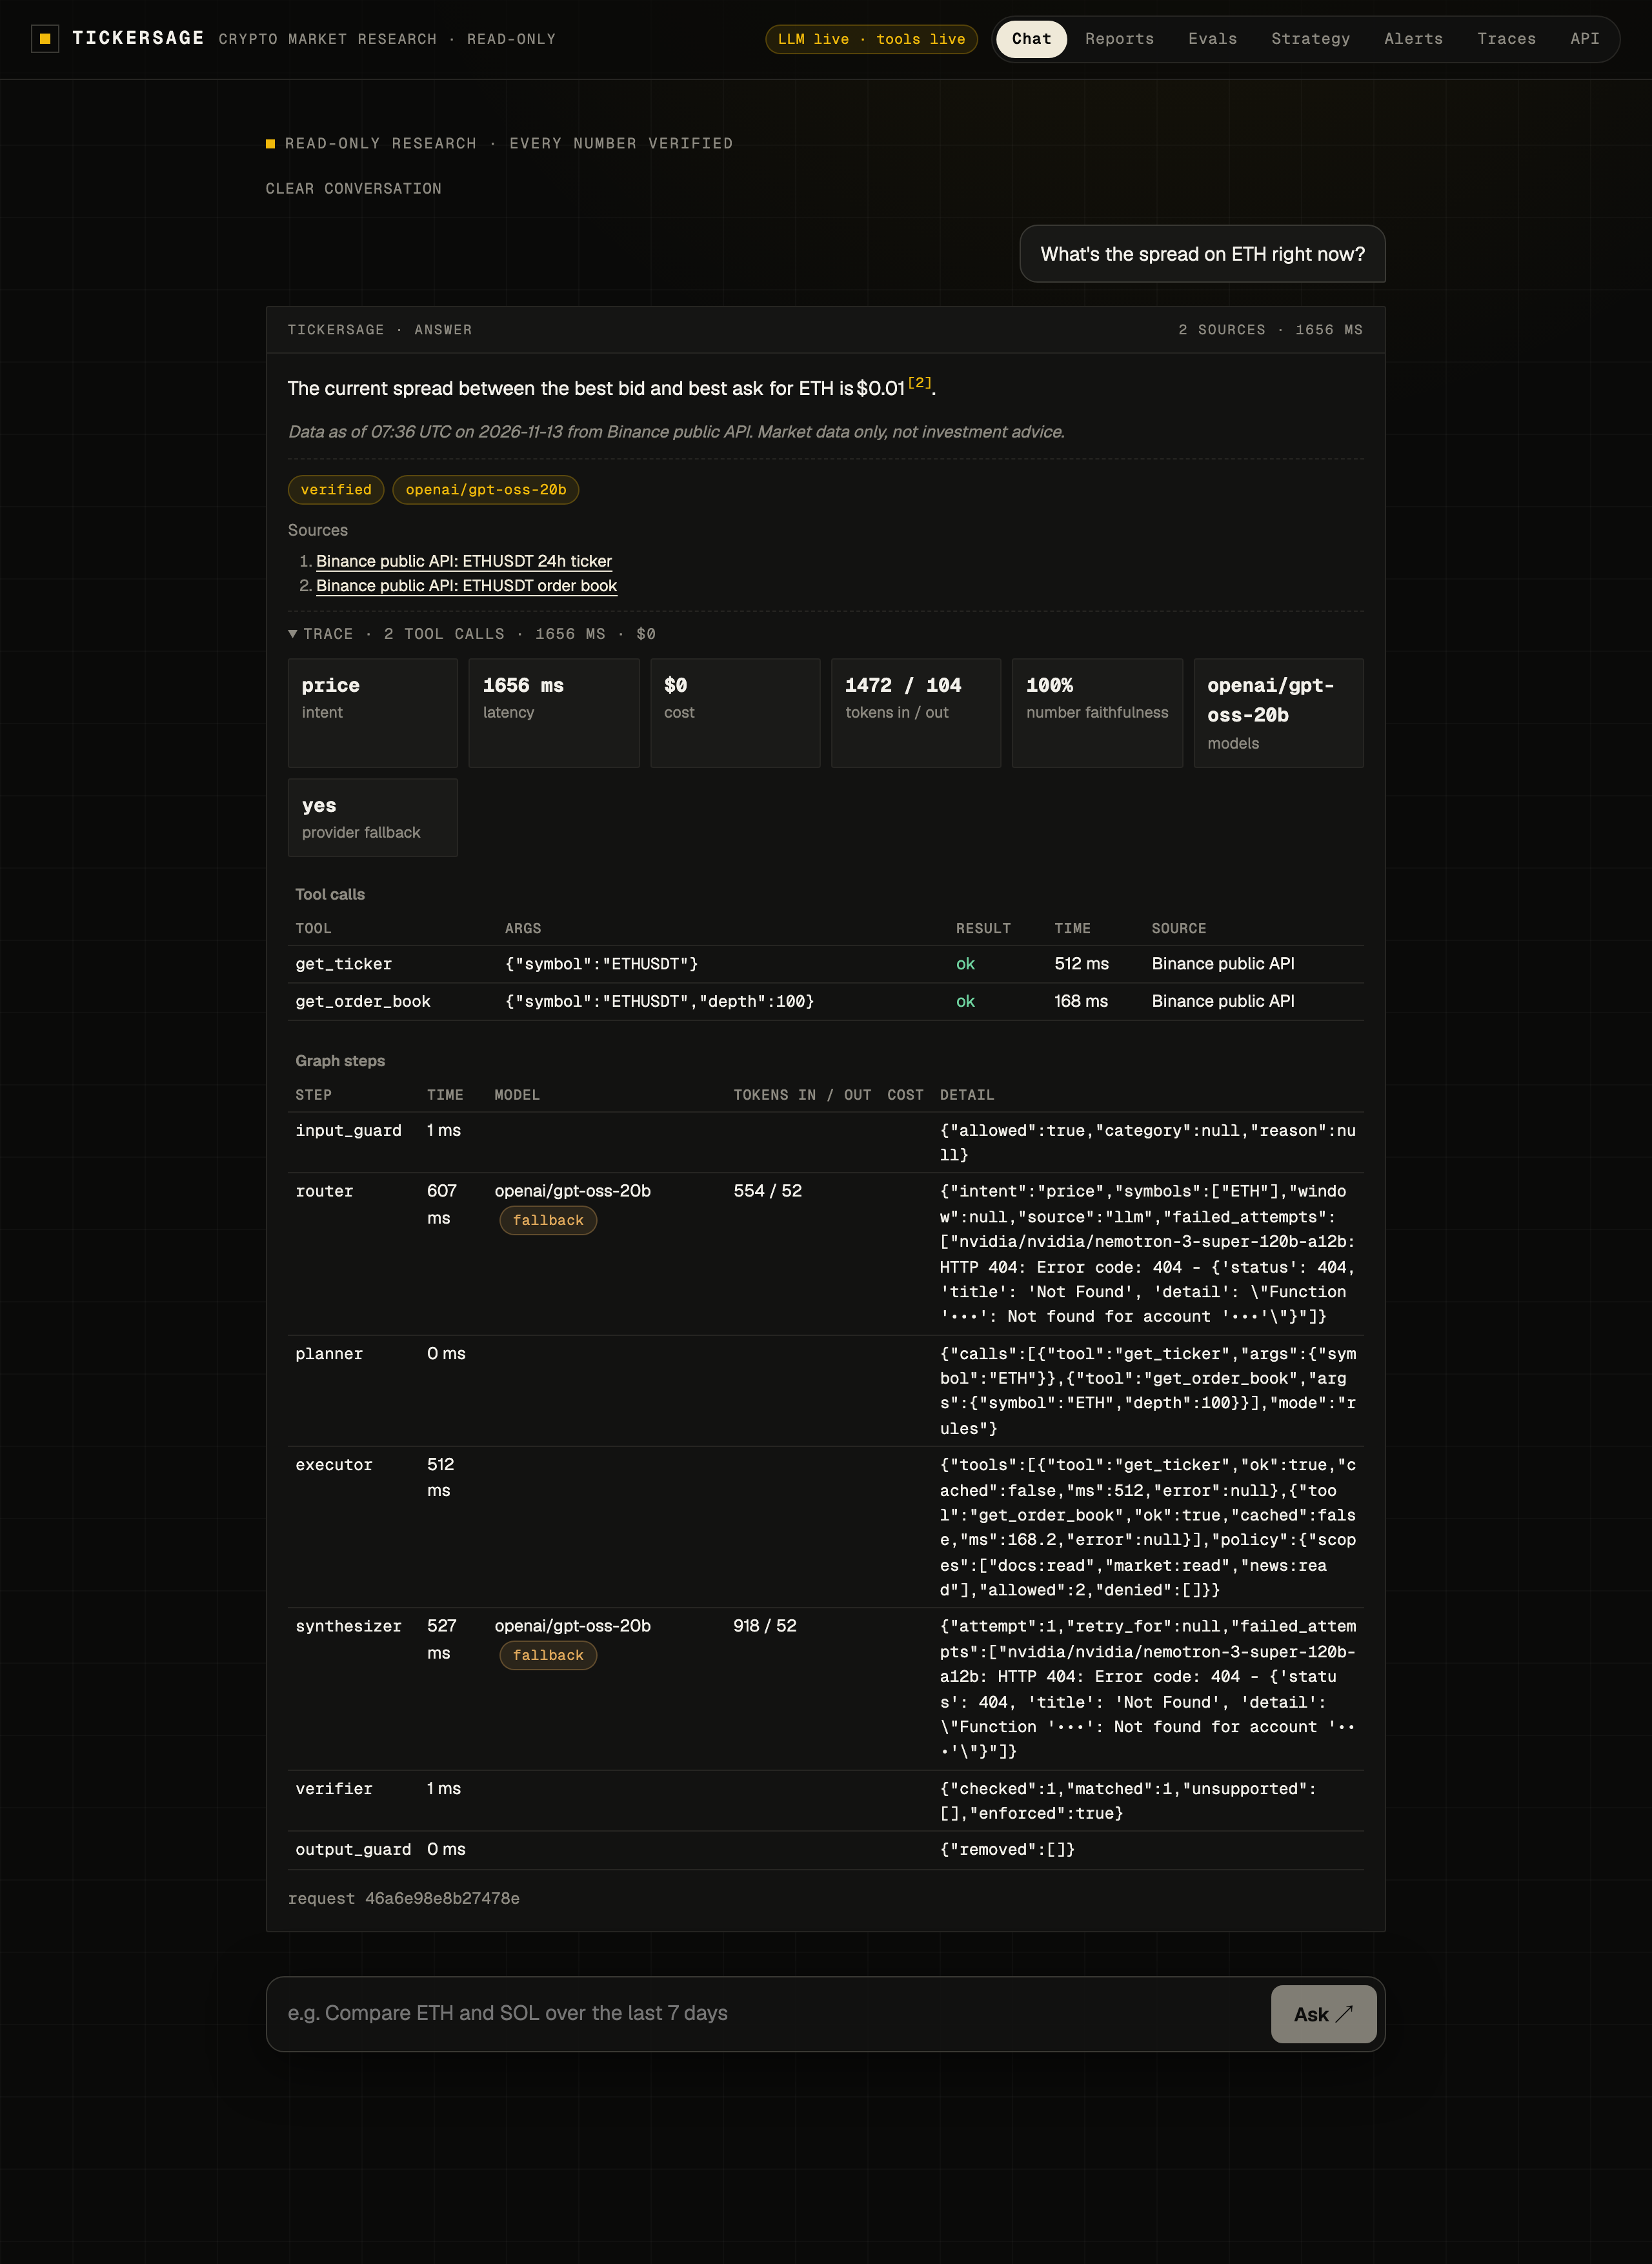 TICKERSAGE CRYPTO MARKET RESEARCH · READ-ONLY
LLM live · tools live
Chat Reports Evals Strategy Alerts Traces API
READ-ONLY RESEARCH · EVERY NUMBER VERIFIED
CLEAR CONVERSATION
What's the spread on ETH right now?
TICKERSAGE · ANSWER 2 SOURCES · 1656 MS
The current spread between the best bid and best ask for ETH is $0.01[2].
Data as of 07:36 UTC on 2026-11-13 from Binance public API. Market data only, not investment advice.
verified openai/gpt-oss-20b
Sources
1. Binance public API: ETHUSDT 24h ticker
2. Binance public API: ETHUSDT order book
▼ TRACE · 2 TOOL CALLS · 1656 MS · $0
price
intent
1656 ms
latency
$0
cost
1472 / 104
tokens in / out
100%
number faithfulness
openai/gpt-
oss-20b
models
yes
provider fallback
Tool calls
TOOL ARGS RESULT TIME SOURCE
get_ticker {"symbol":"ETHUSDT"} ok 512 ms Binance public API
get_order_book {"symbol":"ETHUSDT","depth":100} ok 168 ms Binance public API
Graph steps
STEP TIME MODEL TOKENS IN / OUT COST DETAIL
input_guard 1 ms {"allowed":true,"category":null,"reason":nu
ll}
router 607 openai/gpt-oss-20b 554 / 52 {"intent":"price","symbols":["ETH"],"windo
ms fallback w":null,"source":"llm","failed_attempts":
["nvidia/nvidia/nemotron-3-super-120b-a12b:
HTTP 404: Error code: 404 - {'status': 404,
'title': 'Not Found', 'detail': \"Function
'•••': Not found for account '•••'\"}"]}
planner 0 ms {"calls":[{"tool":"get_ticker","args":{"sym
bol":"ETH"}},{"tool":"get_order_book","arg
s":{"symbol":"ETH","depth":100}}],"mode":"r
ules"}
executor 512 {"tools":[{"tool":"get_ticker","ok":true,"c
ms ached":false,"ms":512,"error":null},{"too
l":"get_order_book","ok":true,"cached":fals
e,"ms":168.2,"error":null}],"policy":{"scop
es":["docs:read","market:read","news:rea
d"],"allowed":2,"denied":[]}}
synthesizer 527 openai/gpt-oss-20b 918 / 52 {"attempt":1,"retry_for":null,"failed_attem
ms fallback pts":["nvidia/nvidia/nemotron-3-super-120b-
a12b: HTTP 404: Error code: 404 - {'statu
s': 404, 'title': 'Not Found', 'detail':
\"Function '•••': Not found for account '••
•'\"}"]}
verifier 1 ms {"checked":1,"matched":1,"unsupported":
[],"enforced":true}
output_guard 0 ms {"removed":[]}
request 46a6e98e8b27478e
e.g. Compare ETH and SOL over the last 7 days
Ask ↗